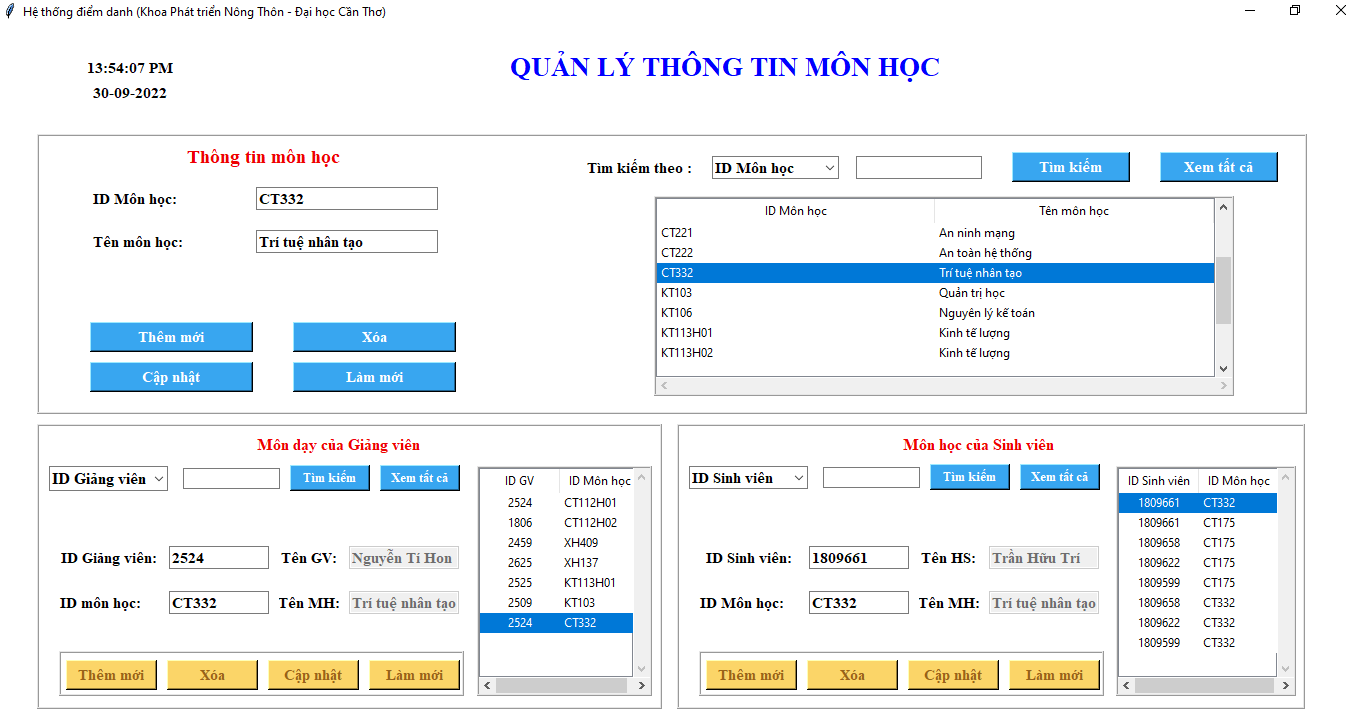 Hệ thống điểm danh (Khoa Phát triển Nông Thôn - Đại học Cần Thơ)
13:54:07 PM
30-09-2022
QUẢN LÝ THÔNG TIN MÔN HỌC
Thông tin môn học
ID Môn học: CT332
Tên môn học: Trí tuệ nhân tạo
Thêm mới Xóa
Cập nhật Làm mới
Tìm kiếm theo : ID Môn học Tìm kiếm Xem tất cả
ID Môn học Tên môn học
CT221 An ninh mạng
CT222 An toàn hệ thống
CT332 Trí tuệ nhân tạo
KT103 Quản trị học
KT106 Nguyên lý kế toán
KT113H01 Kinh tế lượng
KT113H02 Kinh tế lượng
Môn dạy của Giảng viên
ID Giảng viên Tìm kiếm Xem tất cả
ID Giảng viên: 2524 Tên GV: Nguyễn Tí Hon
ID môn học: CT332 Tên MH: Trí tuệ nhân tạo
Thêm mới Xóa Cập nhật Làm mới
ID GV ID Môn học
2524 CT112H01
1806 CT112H02
2459 XH409
2625 XH137
2525 KT113H01
2509 KT103
2524 CT332
Môn học của Sinh viên
ID Sinh viên Tìm kiếm Xem tất cả
ID Sinh viên: 1809661 Tên HS: Trần Hữu Trí
ID Môn học: CT332 Tên MH: Trí tuệ nhân tạo
Thêm mới Xóa Cập nhật Làm mới
ID Sinh viên ID Môn học
1809661 CT332
1809661 CT175
1809658 CT175
1809622 CT175
1809599 CT175
1809658 CT332
1809622 CT332
1809599 CT332